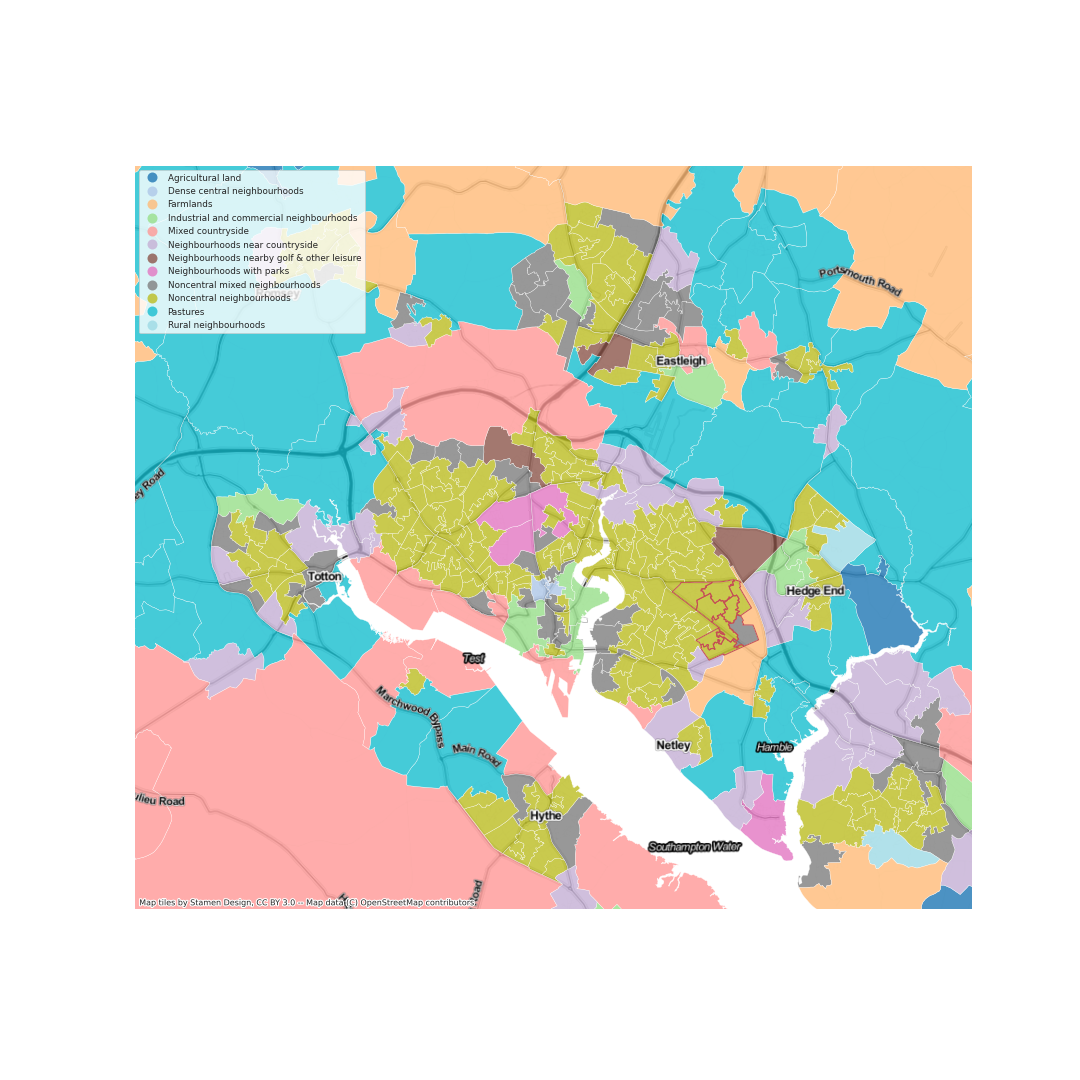 Agricultural land
Dense central neighbourhoods
Farmlands
Industrial and commercial neighbourhoods
Mixed countryside
Neighbourhoods near countryside
Neighbourhoods nearby golf & other leisure
Neighbourhoods with parks
Noncentral mixed neighbourhoods
Noncentral neighbourhoods
Pastures
Rural neighbourhoods
Portsmouth Road
Eastleigh
ey Road
Totton
Hedge End
Test
Marchwood Bypass
Main Road
Netley
Hamble
ulieu Road
Hythe
Southampton Water
Road
Map tiles by Stamen Design, CC BY 3.0 -- Map data (C) OpenStreetMap contributors